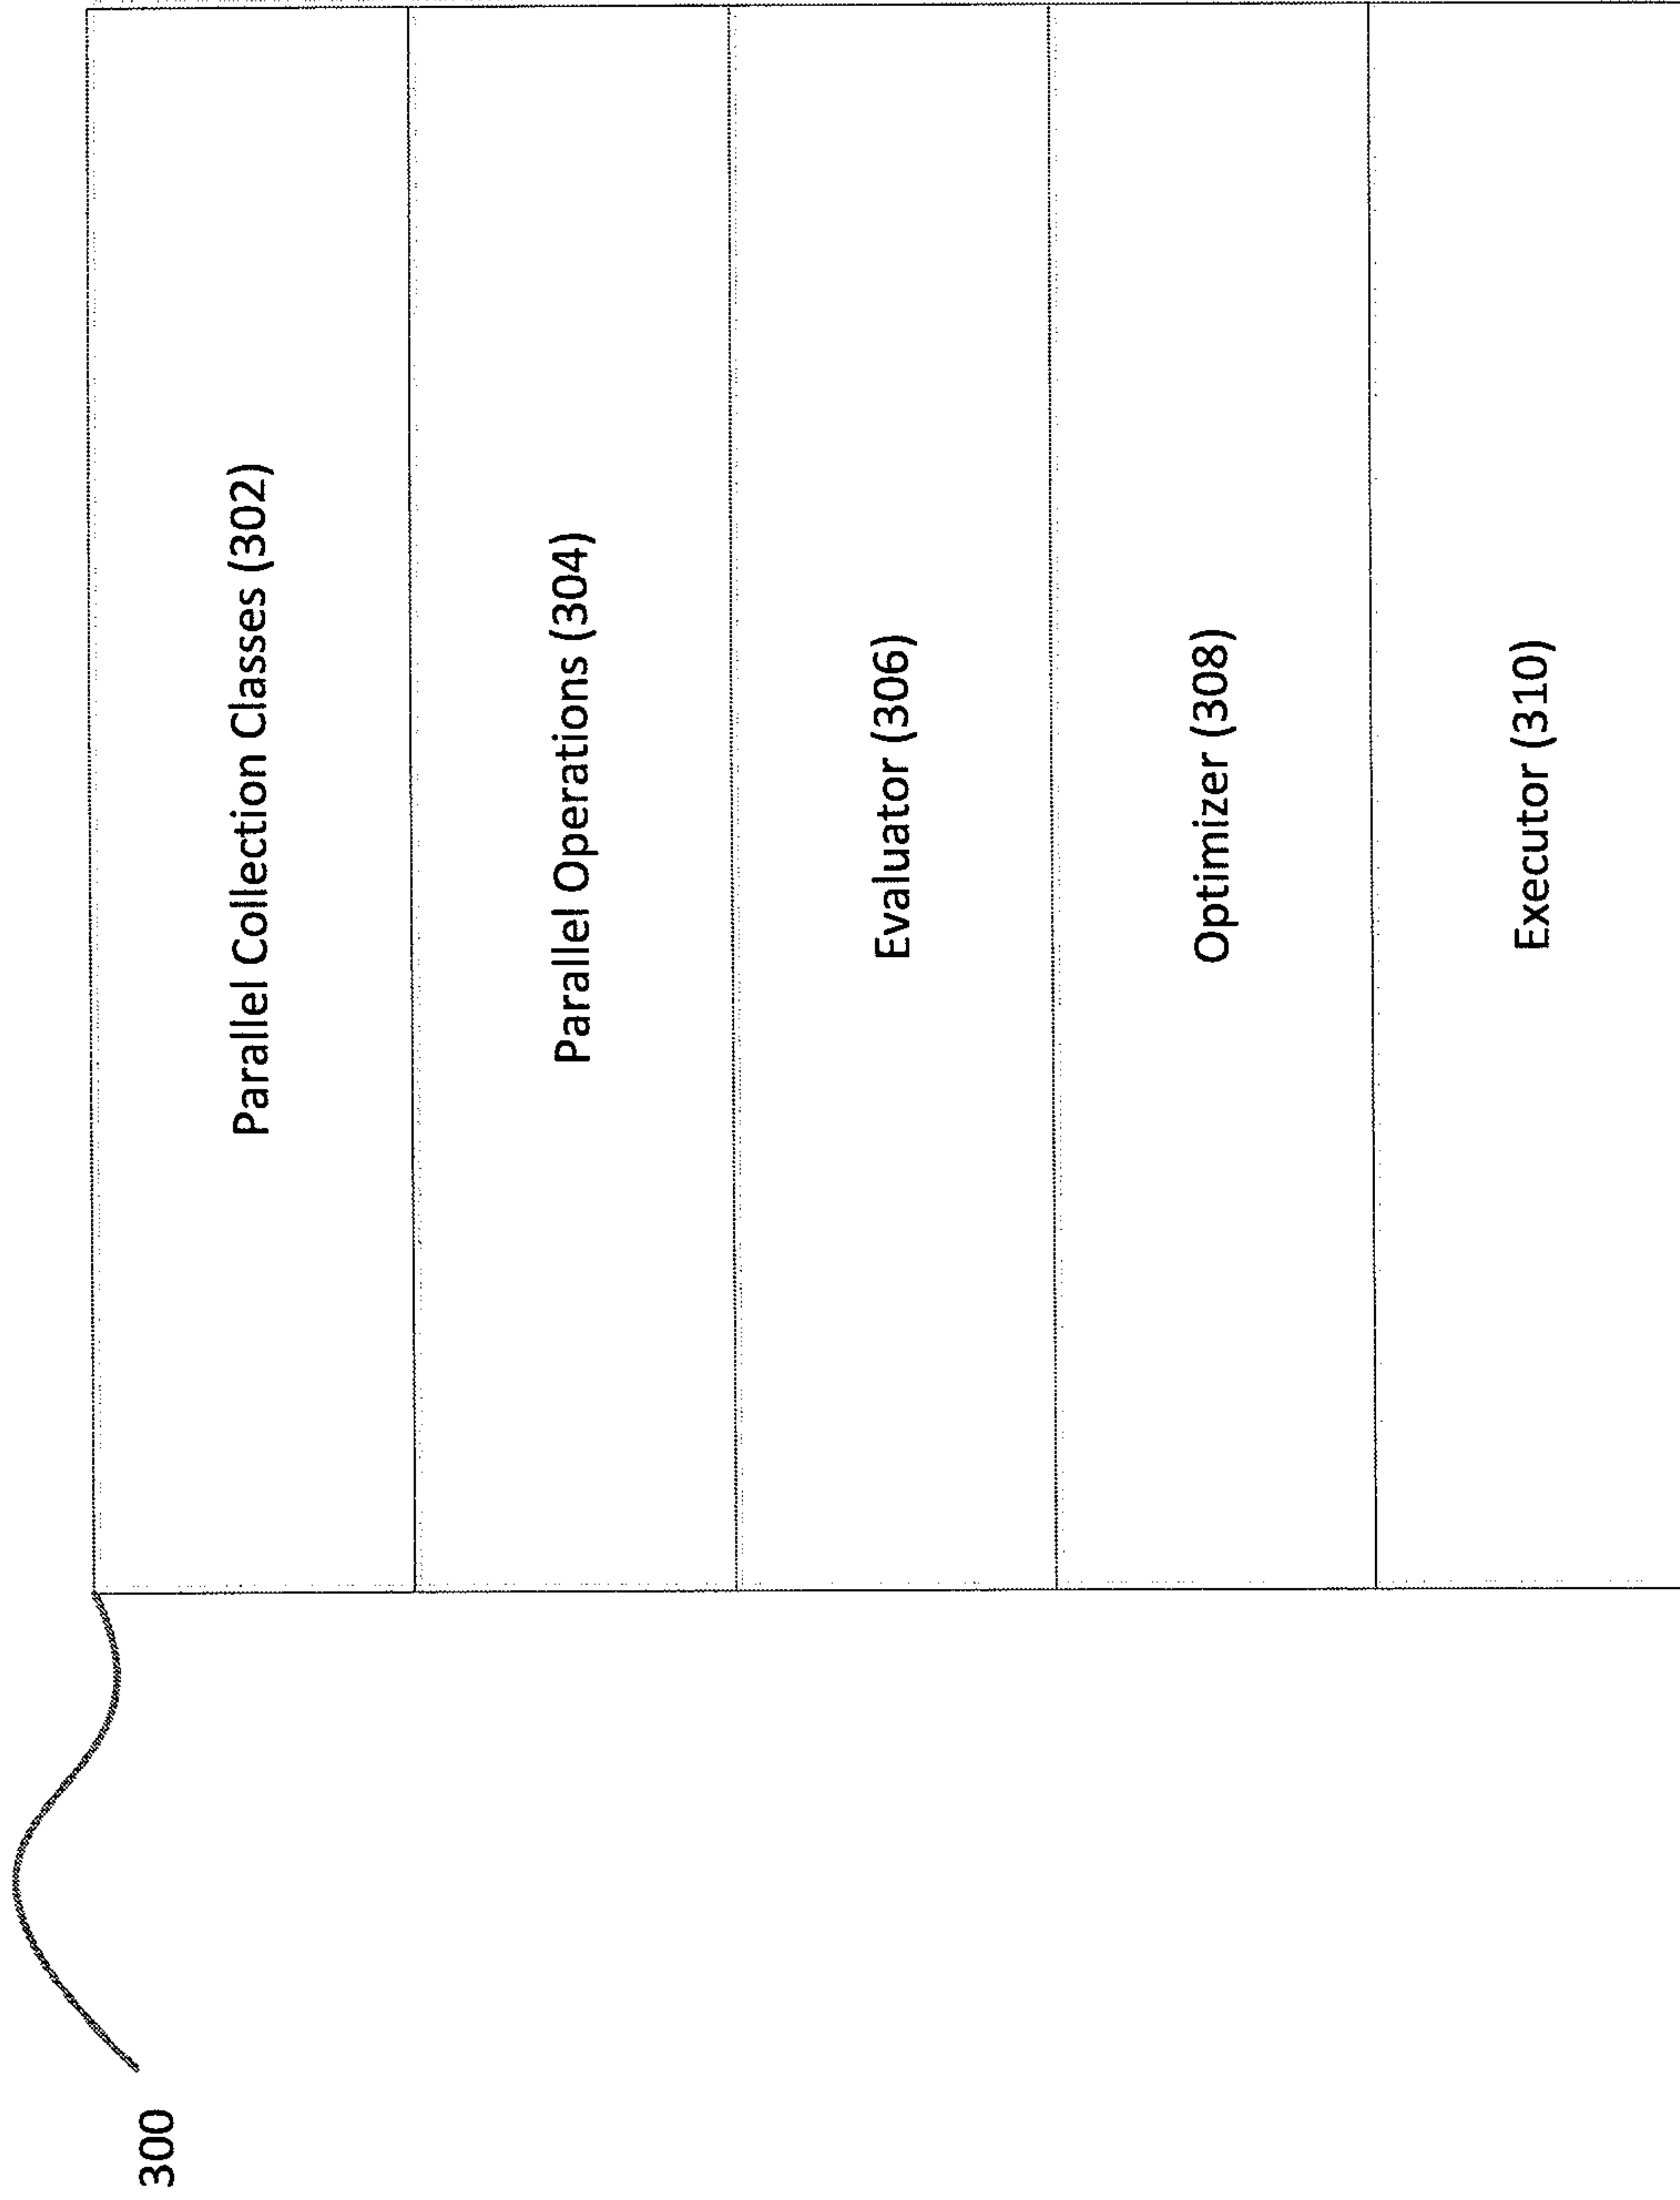 300
Parallel Collection Classes (302)
Parallel Operations (304)
Evaluator (306)
Optimizer (308)
Executor (310)